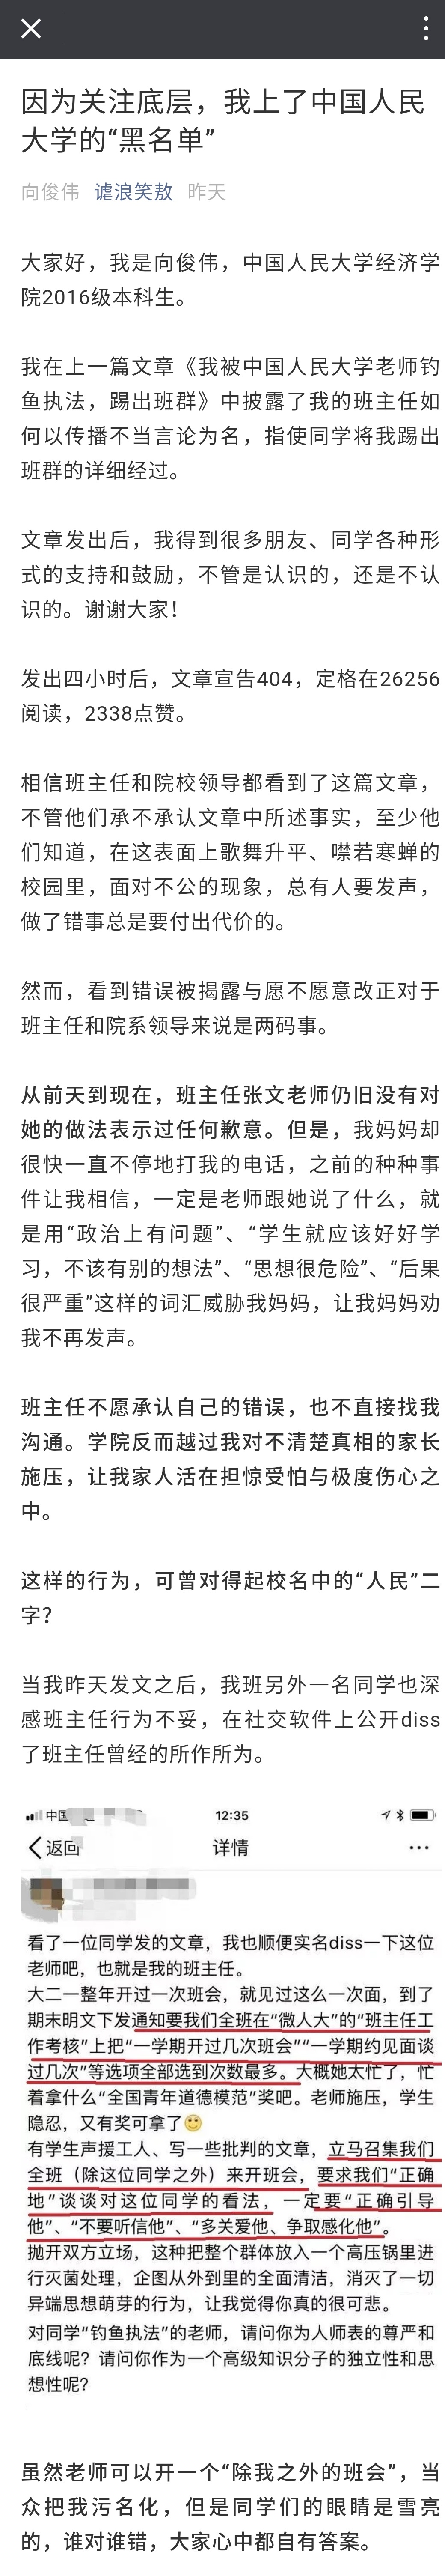 因为关注底层，我上了中国人民
大学的“黑名单”
向俊伟 谑浪笑敖 昨天
大家好，我是向俊伟，中国人民大学经济学
院2016级本科生。
我在上一篇文章《我被中国人民大学老师钓
鱼执法，踢出班群》中披露了我的班主任如
何以传播不当言论为名，指使同学将我踢出
班群的详细经过。
文章发出后，我得到很多朋友、同学各种形
式的支持和鼓励，不管是认识的，还是不认
识的。谢谢大家！
发出四小时后，文章宣告404，定格在26256
阅读，2338点赞。
相信班主任和院校领导都看到了这篇文章，
不管他们承不承认文章中所述事实，至少他
们知道，在这表面上歌舞升平、噤若寒蝉的
校园里，面对不公的现象，总有人要发声，
做了错事总是要付出代价的。
然而，看到错误被揭露与愿不愿意改正对于
班主任和院系领导来说是两码事。
从前天到现在，班主任张文老师仍旧没有对
她的做法表示过任何歉意。但是，我妈妈却
很快一直不停地打我的电话，之前的种种事
件让我相信，一定是老师跟她说了什么，就
是用“政治上有问题”、“学生就应该好好学
习，不该有别的想法”、“思想很危险”、“后果
很严重”这样的词汇威胁我妈妈，让我妈妈劝
我不再发声。
班主任不愿承认自己的错误，也不直接找我
沟通。学院反而越过我对不清楚真相的家长
施压，让我家人活在担惊受怕与极度伤心之
中。
这样的行为，可曾对得起校名中的“人民”二
字？
当我昨天发文之后，我班另外一名同学也深
感班主任行为不妥，在社交软件上公开diss
了班主任曾经的所作所为。
中国 12:35
返回 详情
看了一位同学发的文章，我也顺便实名diss一下这位
老师吧，也就是我的班主任。
大二一整年开过一次班会，就见过这么一次面，到了
期末明文下发通知要我们全班在“微人大”的“班主任工
作考核”上把“一学期开过几次班会”“一学期约见面谈
过几次”等选项全部选到次数最多。大概她太忙了，忙
着拿什么“全国青年道德模范”奖吧。老师施压，学生
隐忍，又有奖可拿了
有学生声援工人、写一些批判的文章，立马召集我们
全班（除这位同学之外）来开班会，要求我们“正确
地”谈谈对这位同学的看法，一定要“正确引导
他”、“不要听信他”、“多关爱他、争取感化他”。
抛开双方立场，这种把整个群体放入一个高压锅里进
行灭菌处理，企图从外到里的全面清洁，消灭了一切
异端思想萌芽的行为，让我觉得你真的很可悲。
对同学“钓鱼执法”的老师，请问你为人师表的尊严和
底线呢？请问你作为一个高级知识分子的独立性和思
想性呢？
虽然老师可以开一个“除我之外的班会”，当
众把我污名化，但是同学们的眼睛是雪亮
的，谁对谁错，大家心中都自有答案。